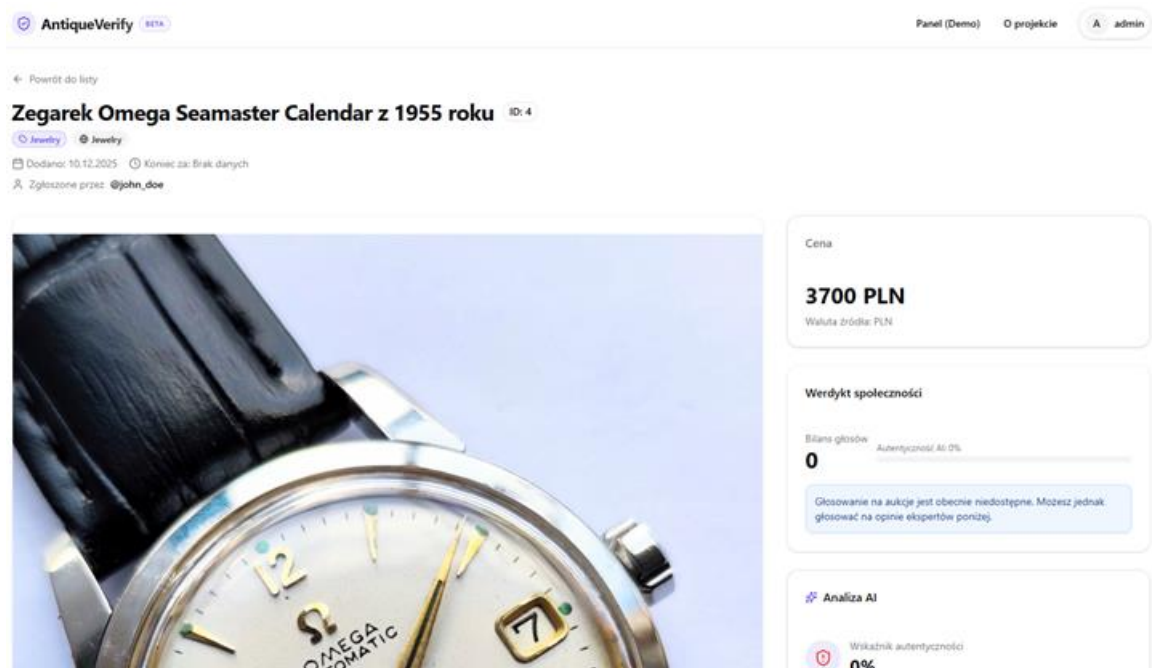 AntiqueVerify BETA
Panel (Demo) O projekcie A admin
Powrót do listy
Zegarek Omega Seamaster Calendar z 1955 roku ID: 4
Jewelry Jewelry
Dodano: 10.12.2025 Koniec za: Brak danych
Zgłoszone przez @john_doe
12
OMEGA
AUTOMATIC
7
Cena
3700 PLN
Waluta źródła: PLN
Werdykt społeczności
Bilans głosów
0
Autentyczność AI: 0%
Głosowanie na aukcje jest obecnie niedostępne. Możesz jednak
głosować na opinie ekspertów poniżej.
Analiza AI
Wskaźnik autentyczności
0%